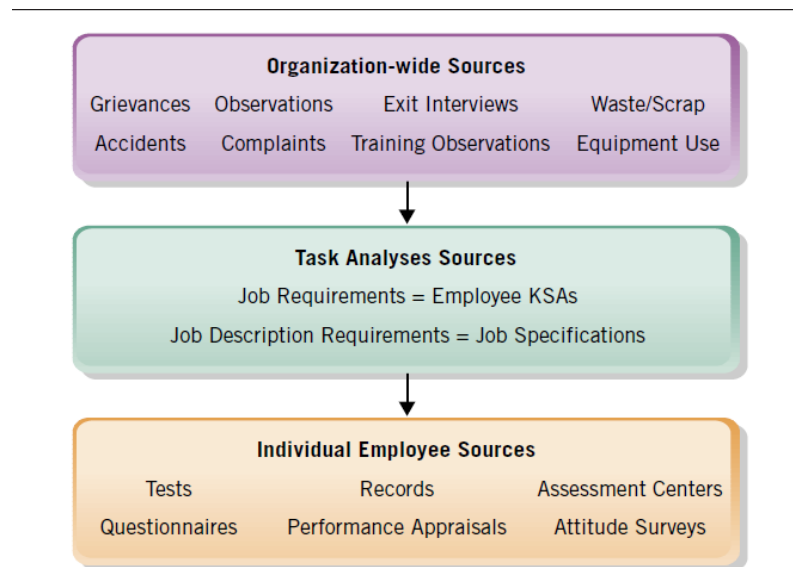 Organization-wide Sources
Grievances Observations Exit Interviews Waste/Scrap
Accidents Complaints Training Observations Equipment Use
Task Analyses Sources
Job Requirements = Employee KSAs
Job Description Requirements = Job Specifications
Individual Employee Sources
Tests Records Assessment Centers
Questionnaires Performance Appraisals Attitude Surveys